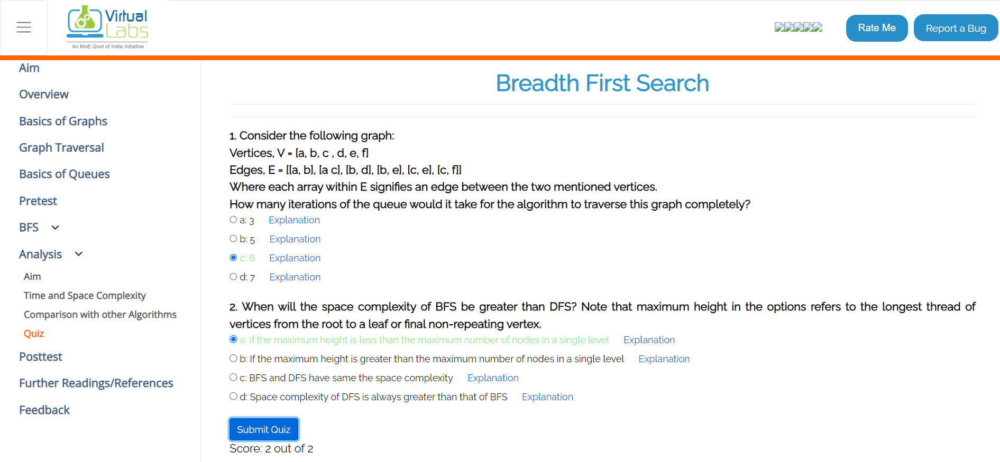 Virtual
Labs
An MoE Govt of India Initiative
Rate Me
Report a Bug
Aim
Overview
Basics of Graphs
Graph Traversal
Basics of Queues
Pretest
BFS
Analysis
Aim
Time and Space Complexity
Comparison with other Algorithms
Quiz
Posttest
Further Readings/References
Feedback
Breadth First Search
1. Consider the following graph:
Vertices, V = [a, b, c , d, e, f]
Edges, E = [[a, b], [a c], [b, d], [b, e], [c, e], [c, f]]
Where each array within E signifies an edge between the two mentioned vertices.
How many iterations of the queue would it take for the algorithm to traverse this graph completely?
a: 3 Explanation
b: 5 Explanation
c: 6 Explanation
d: 7 Explanation
2. When will the space complexity of BFS be greater than DFS? Note that maximum height in the options refers to the longest thread of
vertices from the root to a leaf or final non-repeating vertex.
a: If the maximum height is less than the maximum number of nodes in a single level Explanation
b: If the maximum height is greater than the maximum number of nodes in a single level Explanation
c: BFS and DFS have same the space complexity Explanation
d: Space complexity of DFS is always greater than that of BFS Explanation
Submit Quiz
Score: 2 out of 2